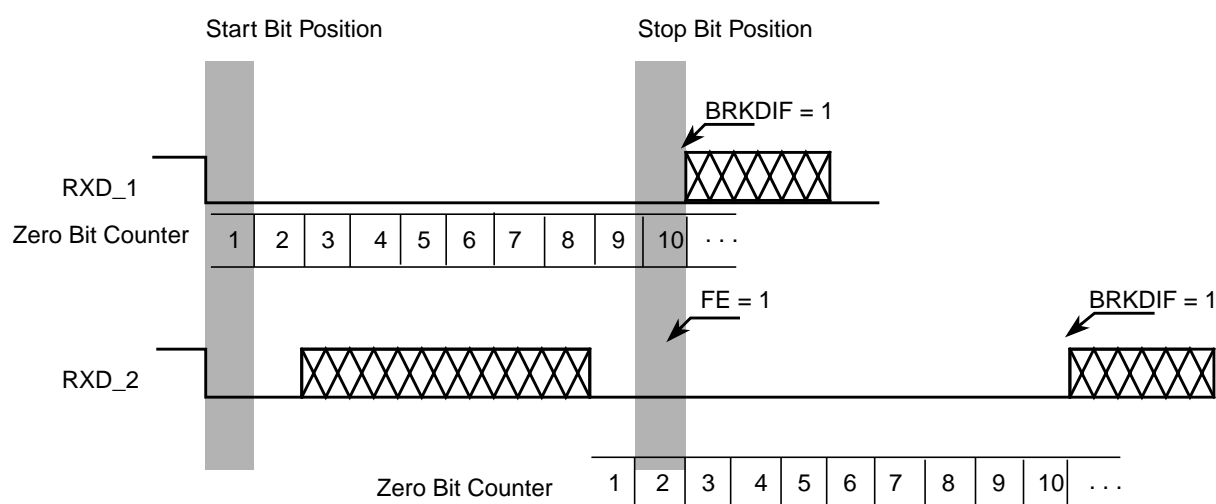 Start Bit Position Stop Bit Position
BRKDIF = 1
RXD_1
Zero Bit Counter 1 2 3 4 5 6 7 8 9 10 . . .
FE = 1 BRKDIF = 1
RXD_2
Zero Bit Counter 1 2 3 4 5 6 7 8 9 10 . . .